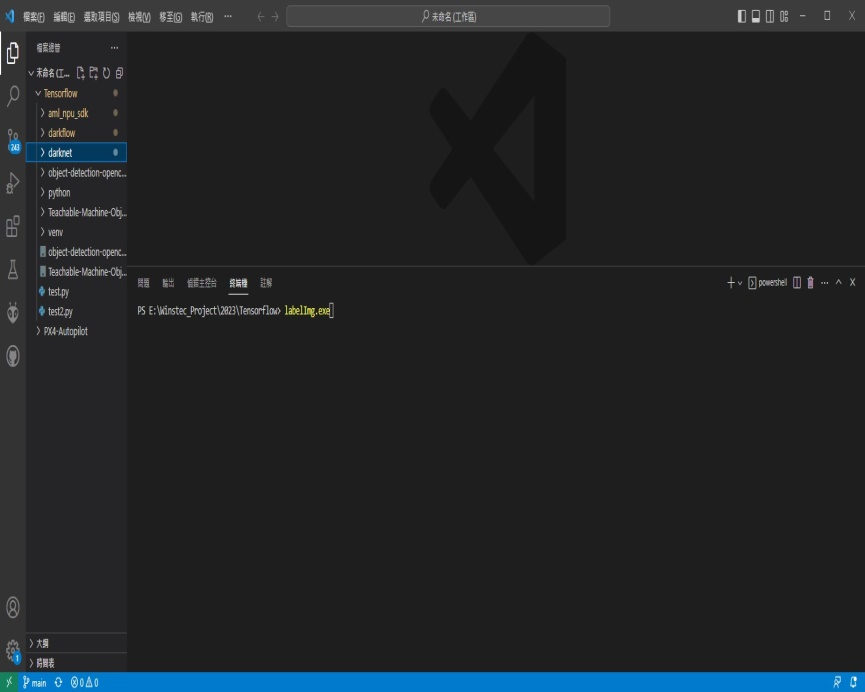 檔案(F) 編輯(E) 選取項目(S) 檢視(V) 移至(G) 執行(R) ...
未命名 (工作區)
檔案總管
未命名 (工...
Tensorflow
aml_npu_sdk
darkflow
darknet
object-detection-openc...
python
Teachable-Machine-Obj...
venv
object-detection-openc...
Teachable-Machine-Obj...
test.py
test2.py
PX4-Autopilot
大綱
時間表
243
1
問題 輸出 偵錯主控台 終端機 註解
powershell
PS E:\Winstec_Project\2023\Tensorflow> labelImg.exe
main 0 0